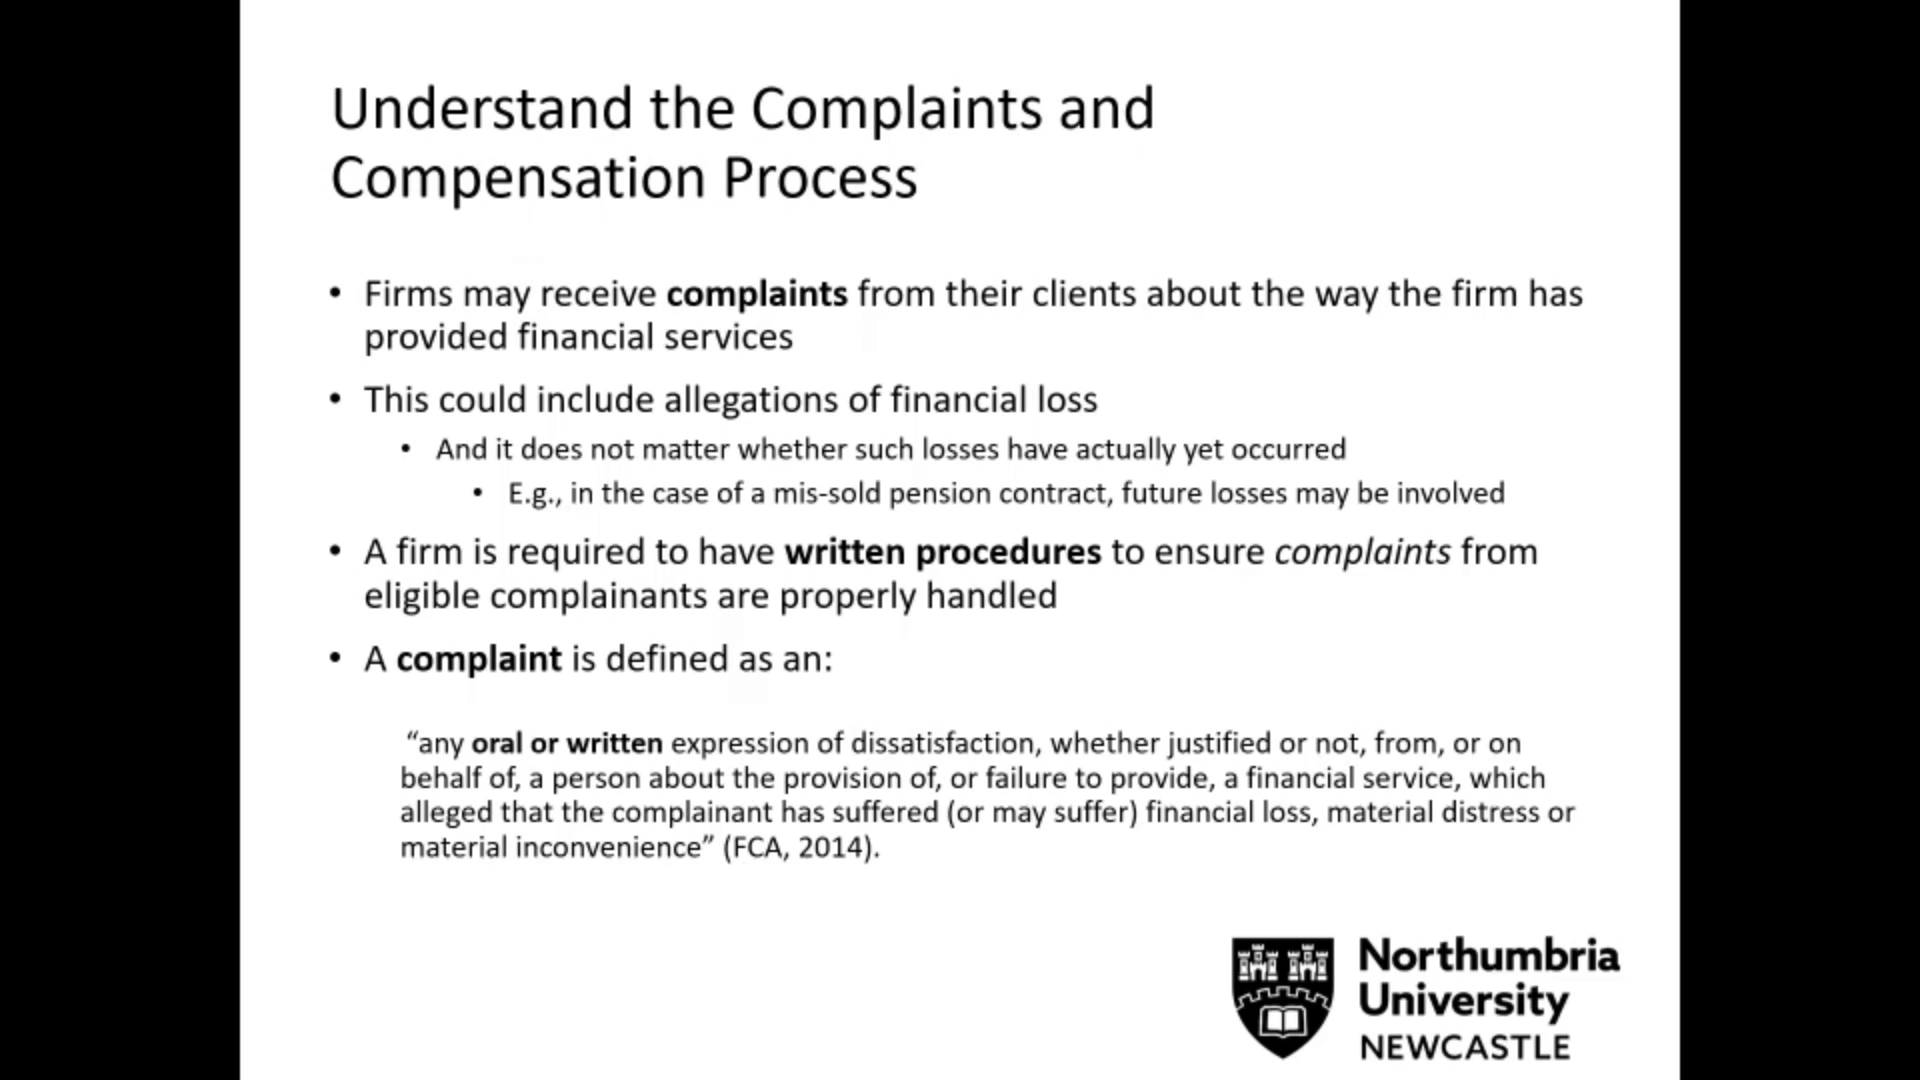 Understand the Complaints and
Compensation Process
• Firms may receive complaints from their clients about the way the firm has
provided financial services
• This could include allegations of financial loss
• And it does not matter whether such losses have actually yet occurred
• E.g., in the case of a mis-sold pension contract, future losses may be involved
• A firm is required to have written procedures to ensure complaints from
eligible complainants are properly handled
• A complaint is defined as an:
“any oral or written expression of dissatisfaction, whether justified or not, from, or on
behalf of, a person about the provision of, or failure to provide, a financial service, which
alleged that the complainant has suffered (or may suffer) financial loss, material distress or
material inconvenience” (FCA, 2014).
Northumbria
University
NEWCASTLE